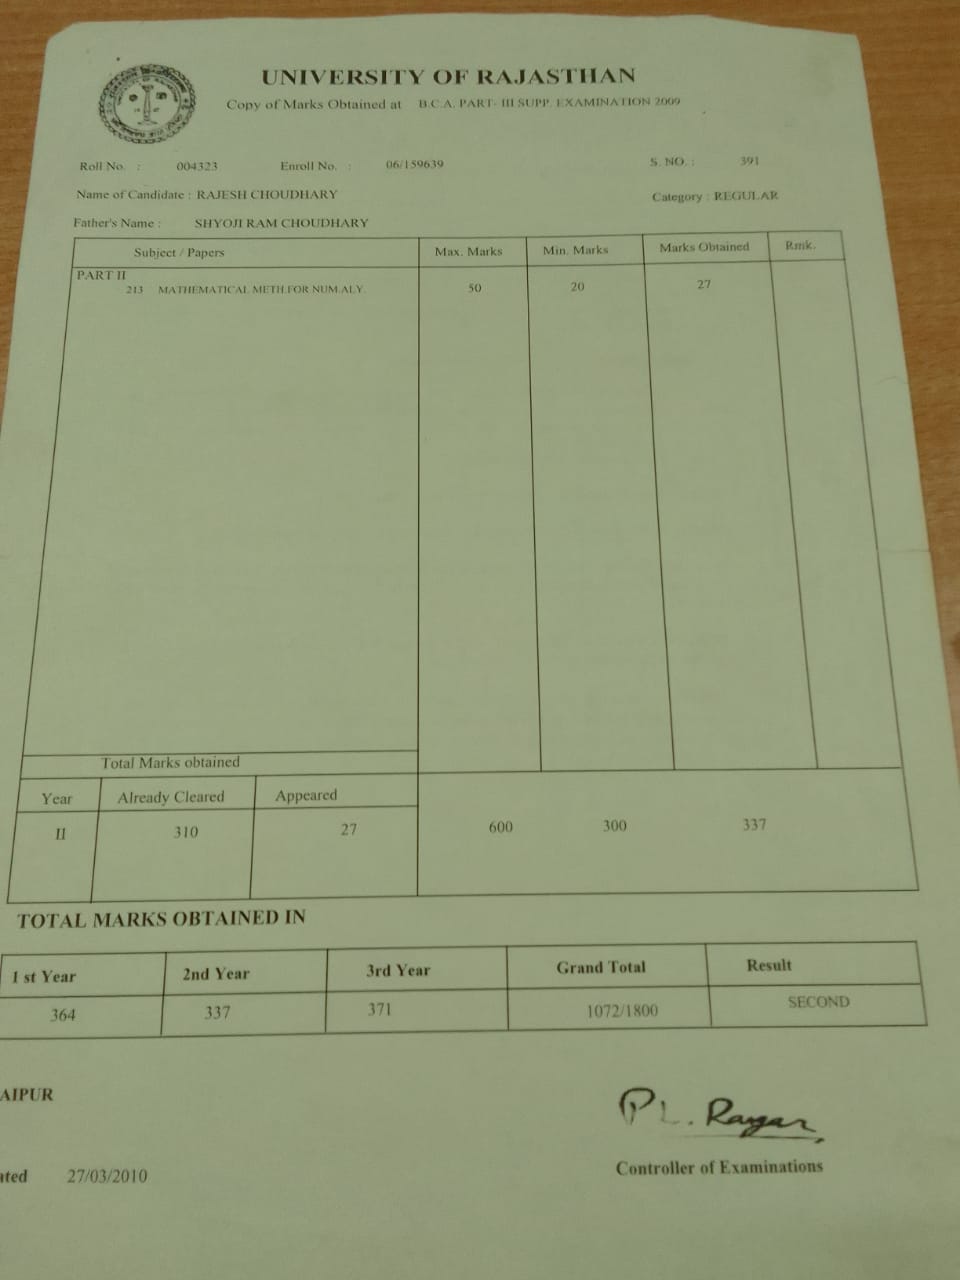 UNIVERSITY OF RAJASTHAN
Copy of Marks Obtained at B.C.A. PART- III SUPP. EXAMINATION 2009
Roll No. : 004323 Enroll No. : 06/159639 S. NO. : 391
Name of Candidate : RAJESH CHOUDHARY Category : REGULAR
Father's Name : SHYOJI RAM CHOUDHARY
Subject / Papers Max. Marks Min. Marks Marks Obtained Rmk.
PART II
213 MATHEMATICAL METH.FOR NUM.ALY. 50 20 27
Total Marks obtained
Year Already Cleared Appeared
II 310 27 600 300 337
TOTAL MARKS OBTAINED IN
1 st Year 2nd Year 3rd Year Grand Total Result
364 337 371 1072/1800 SECOND
AIPUR
P L.
Controller of Examinations
ated 27/03/2010